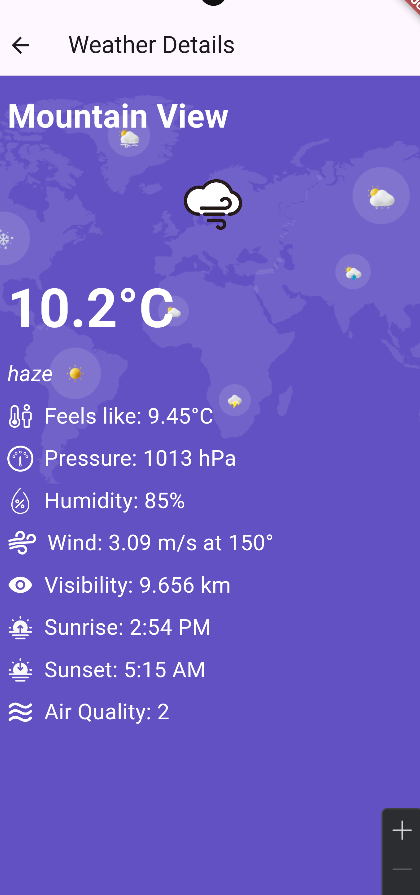 Weather Details
Mountain View
10.2°C
haze
Feels like: 9.45°C
Pressure: 1013 hPa
Humidity: 85%
Wind: 3.09 m/s at 150°
Visibility: 9.656 km
Sunrise: 2:54 PM
Sunset: 5:15 AM
Air Quality: 2